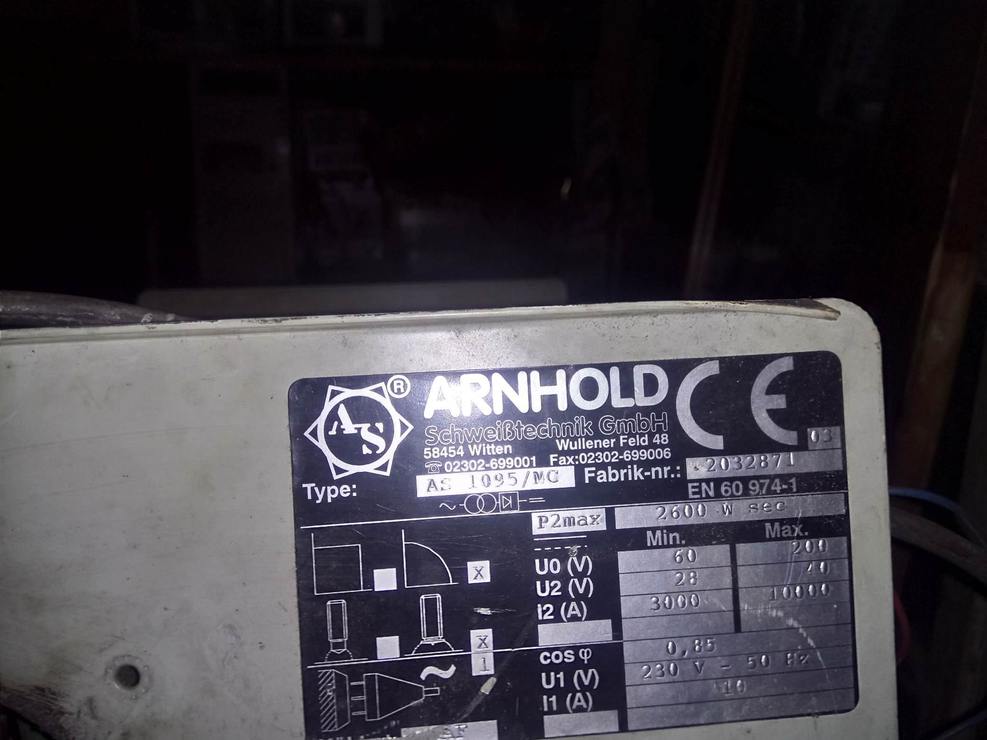 AS ®
ARNHOLD CE
Schweißtechnik GmbH
58454 Witten Wullener Feld 48
☎ 02302-699001 Fax:02302-699006 03
Type: AS 1095/MC Fabrik-nr.: 2032871
EN 60 974-1
P2max 2600 W sec
Min. Max.
U0 (V) 60 200
U2 (V) 28 40
I2 (A) 3000 10000
X
X
cos φ 0,85
1
U1 (V) 230 V - 50 Hz
I1 (A) 10